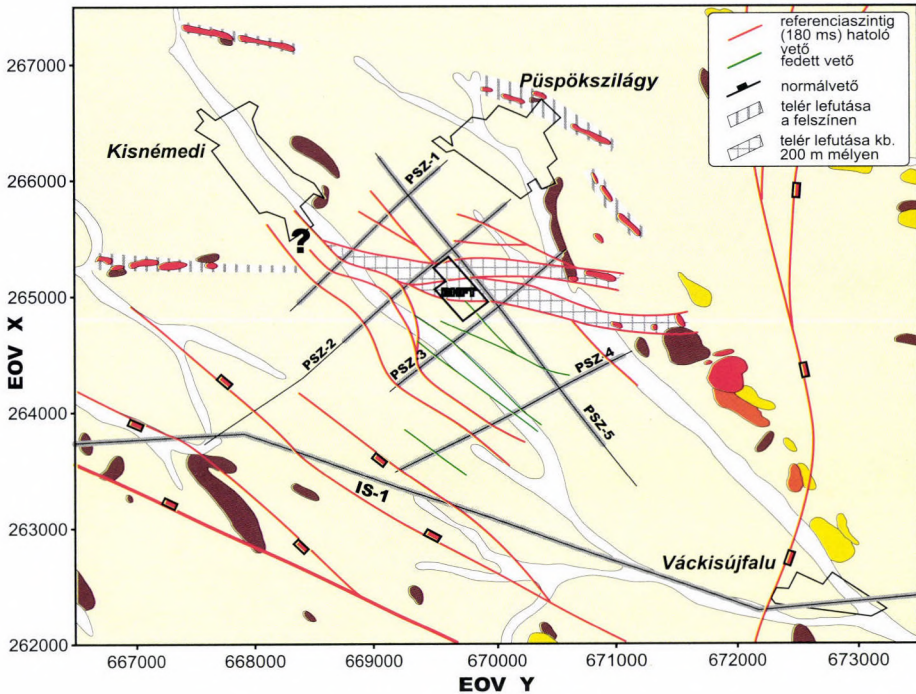 referenciaszintig
(180 ms) hatoló
vető
fedett vető
normálvető
telér lefutása
a felszínen
telér lefutása kb.
200 m mélyen
267000
Püspökszilágy
Kisnémedi
266000
PSZ-1
?
265000
PSZ-2
PSZ-3
PSZ-4
264000
PSZ-5
IS-1
263000
Váckisújfalu
262000
EOV X
667000 668000 669000 670000 671000 672000 673000
EOV Y